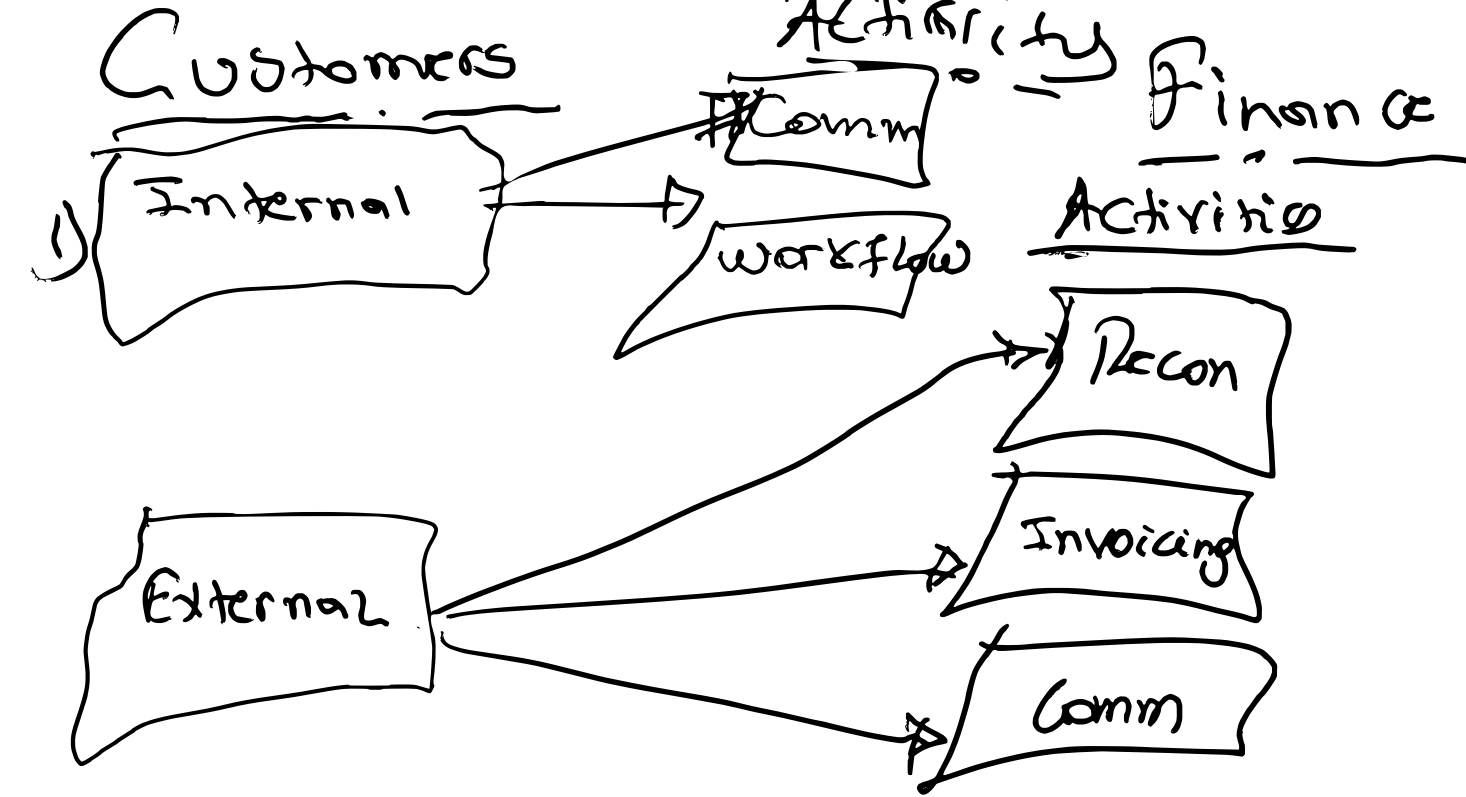 Customers
Activity
Finance
Activities
1)
Internal
Comm
Workflow
Recon
External
Invoicing
Comm